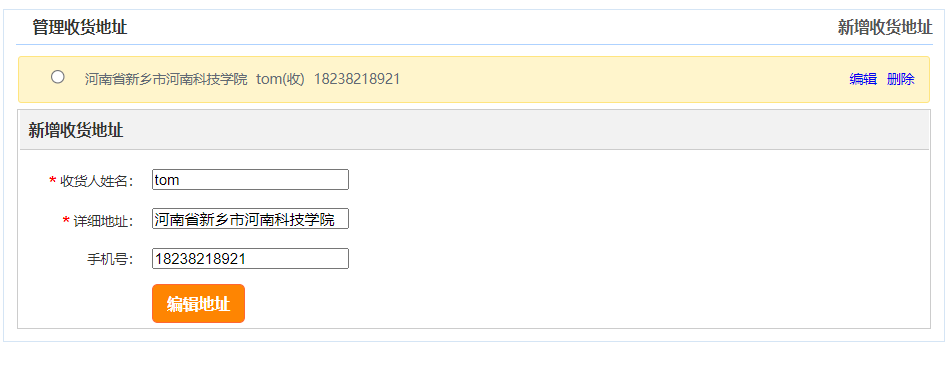 管理收货地址 新增收货地址
河南省新乡市河南科技学院 tom(收) 18238218921 编辑 删除
新增收货地址
* 收货人姓名: tom
* 详细地址: 河南省新乡市河南科技学院
手机号: 18238218921
编辑地址